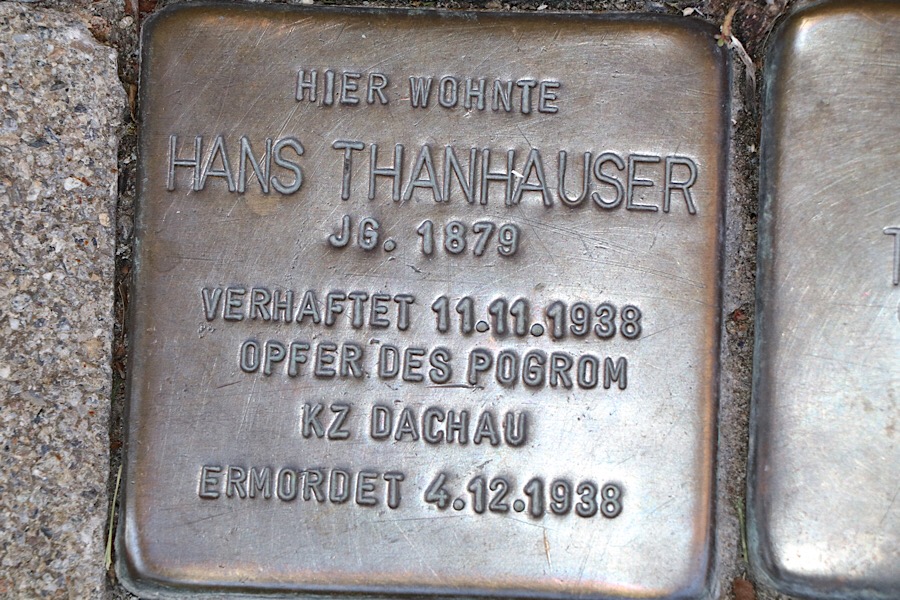 HIER WOHNTE
HANS THANHAUSER
JG. 1879
VERHAFTET 11.11.1938
OPFER DES POGROM
KZ DACHAU
ERMORDET 4.12.1938